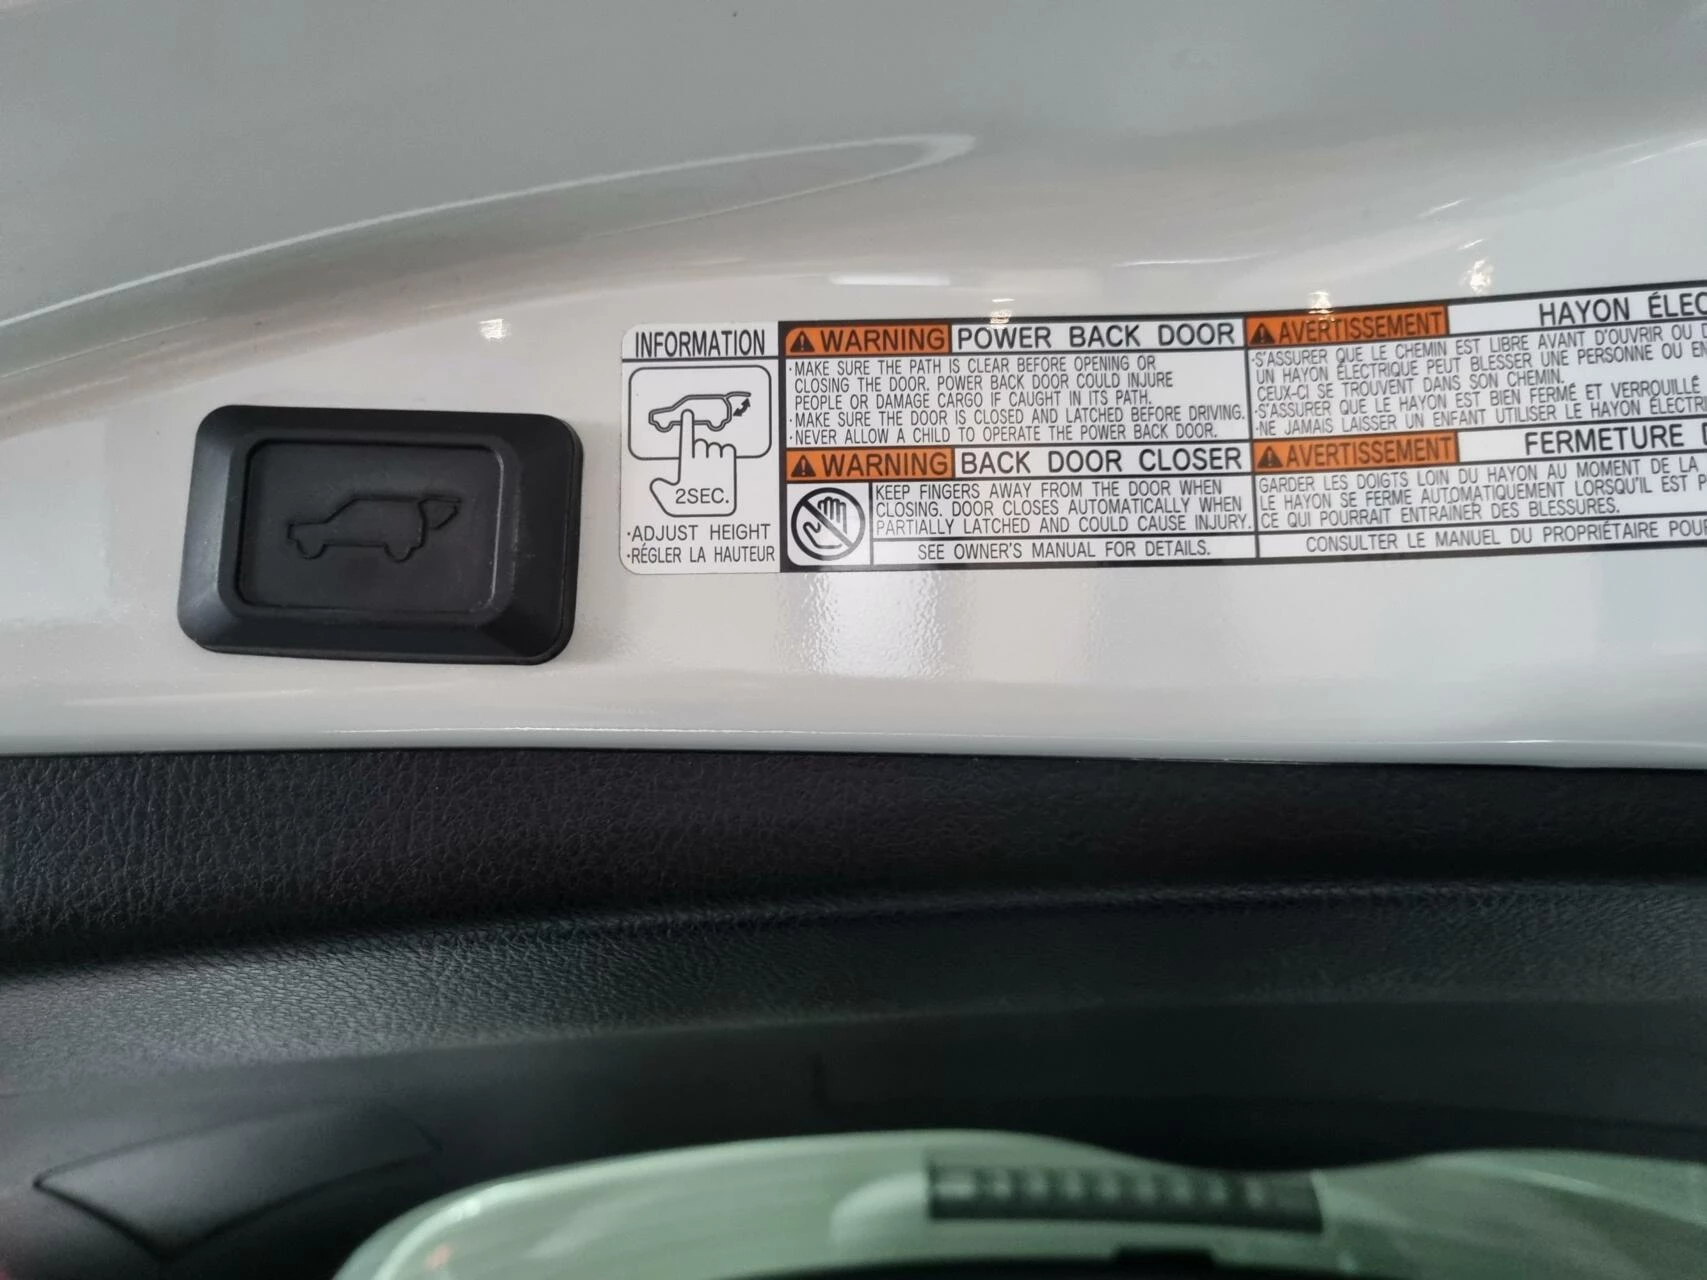 INFORMATION
2SEC.
·ADJUST HEIGHT
·RÉGLER LA HAUTEUR
WARNING POWER BACK DOOR
·MAKE SURE THE PATH IS CLEAR BEFORE OPENING OR
CLOSING THE DOOR. POWER BACK DOOR COULD INJURE
PEOPLE OR DAMAGE CARGO IF CAUGHT IN ITS PATH.
·MAKE SURE THE DOOR IS CLOSED AND LATCHED BEFORE DRIVING.
·NEVER ALLOW A CHILD TO OPERATE THE POWER BACK DOOR.
WARNING BACK DOOR CLOSER
KEEP FINGERS AWAY FROM THE DOOR WHEN
CLOSING. DOOR CLOSES AUTOMATICALLY WHEN
PARTIALLY LATCHED AND COULD CAUSE INJURY.
SEE OWNER'S MANUAL FOR DETAILS.
AVERTISSEMENT HAYON ÉLEC
·S'ASSURER QUE LE CHEMIN EST LIBRE AVANT D'OUVRIR OU
UN HAYON ÉLECTRIQUE PEUT BLESSER UNE PERSONNE OU
CEUX-CI SE TROUVENT DANS SON CHEMIN.
·S'ASSURER QUE LE HAYON EST BIEN FERMÉ ET VERROUILLÉ
·NE JAMAIS LAISSER UN ENFANT UTILISER LE HAYON ÉLECTR
AVERTISSEMENT FERMETURE D
GARDER LES DOIGTS LOIN DU HAYON AU MOMENT DE LA
LE HAYON SE FERME AUTOMATIQUEMENT LORSQU'IL EST P
CE QUI POURRAIT ENTRAÎNER DES BLESSURES.
CONSULTER LE MANUEL DU PROPRIÉTAIRE POU